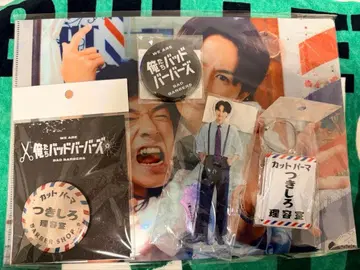 WE ARE
俺たちバッドバーバーズ
BAD BARBERS
カット パーマ
つきしろ
理容室
BARBER SHOP
WE ARE
俺たちバッド
バーバーズ
BAD BARBERS
カット パーマ
つきしろ
理容室